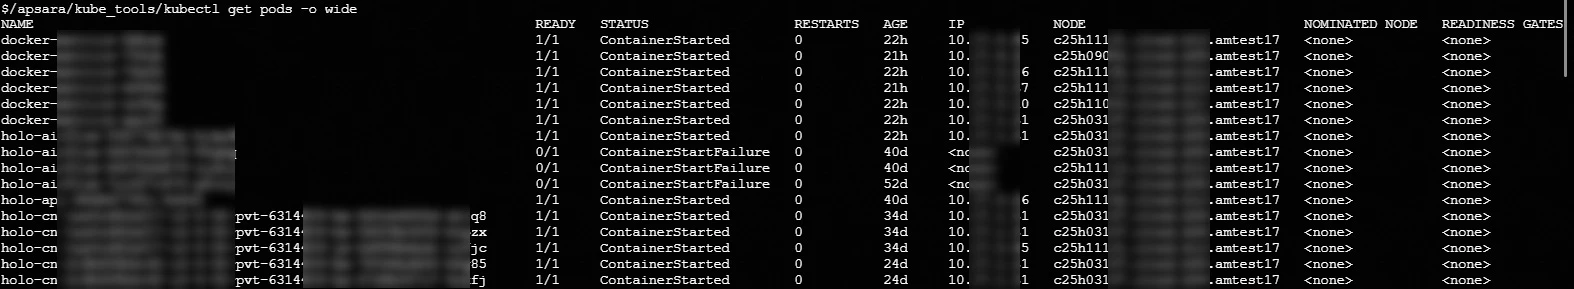 $/apsara/kube_tools/kubectl get pods -o wide
NAME READY STATUS RESTARTS AGE IP NODE NOMINATED NODE READINESS GATES
docker- 1/1 ContainerStarted 0 22h 10. 5 c25h111 .amtest17 <none> <none>
docker- 1/1 ContainerStarted 0 21h 10. c25h090 .amtest17 <none> <none>
docker- 1/1 ContainerStarted 0 22h 10. 6 c25h111 .amtest17 <none> <none>
docker- 1/1 ContainerStarted 0 21h 10. 7 c25h111 .amtest17 <none> <none>
docker- 1/1 ContainerStarted 0 22h 10. 0 c25h110 .amtest17 <none> <none>
docker- 1/1 ContainerStarted 0 22h 10. 1 c25h031 .amtest17 <none> <none>
holo-ai 1/1 ContainerStarted 0 22h 10. 1 c25h031 .amtest17 <none> <none>
holo-ai 0/1 ContainerStartFailure 0 40d c25h031 .amtest17 <none> <none>
holo-ai 0/1 ContainerStartFailure 0 40d c25h111 .amtest17 <none> <none>
holo-ai 0/1 ContainerStartFailure 0 52d c25h031 .amtest17 <none> <none>
holo-ap 1/1 ContainerStarted 0 40d 10. 6 c25h111 .amtest17 <none> <none>
holo-cn pvt-6314 q8 1/1 ContainerStarted 0 34d 10. 1 c25h031 .amtest17 <none> <none>
holo-cn pvt-6314 zx 1/1 ContainerStarted 0 34d 10. 1 c25h031 .amtest17 <none> <none>
holo-cn pvt-6314 jc 1/1 ContainerStarted 0 34d 10. 5 c25h111 .amtest17 <none> <none>
holo-cn pvt-6314 85 1/1 ContainerStarted 0 24d 10. 1 c25h031 .amtest17 <none> <none>
holo-cn pvt-6314 fj 1/1 ContainerStarted 0 24d 10. 1 c25h031 .amtest17 <none> <none>